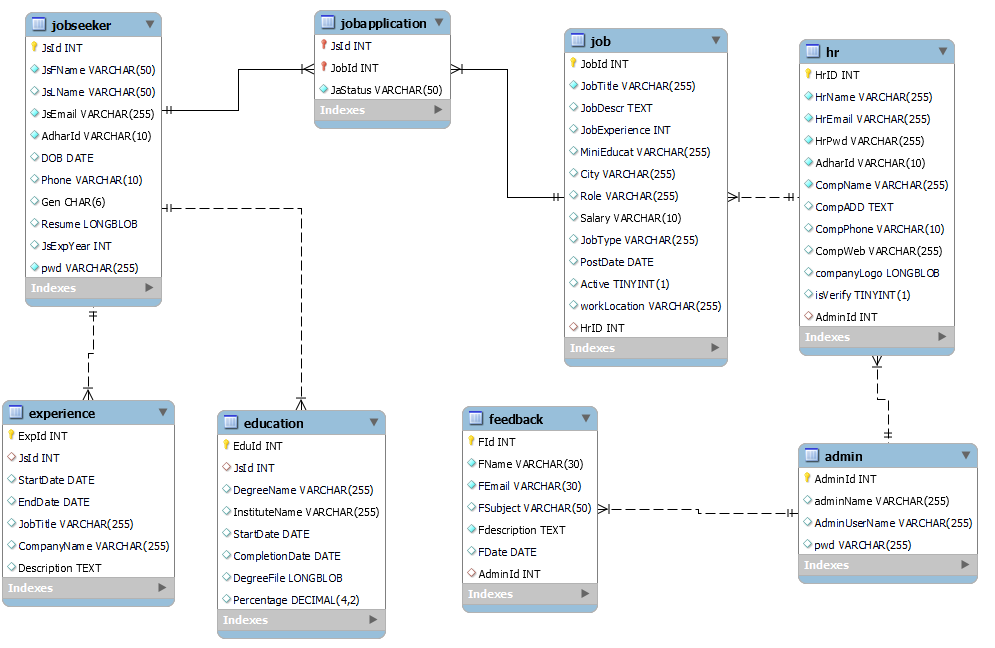 jobseeker
JsId INT
JsFName VARCHAR(50)
JsLName VARCHAR(50)
JsEmail VARCHAR(255)
AdharId VARCHAR(10)
DOB DATE
Phone VARCHAR(10)
Gen CHAR(6)
Resume LONGBLOB
JsExpYear INT
pwd VARCHAR(255)
Indexes
jobapplication
JsId INT
JobId INT
JaStatus VARCHAR(50)
Indexes
job
JobId INT
JobTitle VARCHAR(255)
JobDescr TEXT
JobExperience INT
MiniEducat VARCHAR(255)
City VARCHAR(255)
Role VARCHAR(255)
Salary VARCHAR(10)
JobType VARCHAR(255)
PostDate DATE
Active TINYINT(1)
workLocation VARCHAR(255)
HrID INT
Indexes
hr
HrID INT
HrName VARCHAR(255)
HrEmail VARCHAR(255)
HrPwd VARCHAR(255)
AdharId VARCHAR(10)
CompName VARCHAR(255)
CompADD TEXT
CompPhone VARCHAR(10)
CompWeb VARCHAR(255)
companyLogo LONGBLOB
isVerify TINYINT(1)
AdminId INT
Indexes
experience
ExpId INT
JsId INT
StartDate DATE
EndDate DATE
JobTitle VARCHAR(255)
CompanyName VARCHAR(255)
Description TEXT
Indexes
education
EduId INT
JsId INT
DegreeName VARCHAR(255)
InstituteName VARCHAR(255)
StartDate DATE
CompletionDate DATE
DegreeFile LONGBLOB
Percentage DECIMAL(4,2)
Indexes
feedback
FId INT
FName VARCHAR(30)
FEmail VARCHAR(30)
FSubject VARCHAR(50)
Fdescription TEXT
FDate DATE
AdminId INT
Indexes
admin
AdminId INT
adminName VARCHAR(255)
AdminUserName VARCHAR(255)
pwd VARCHAR(255)
Indexes